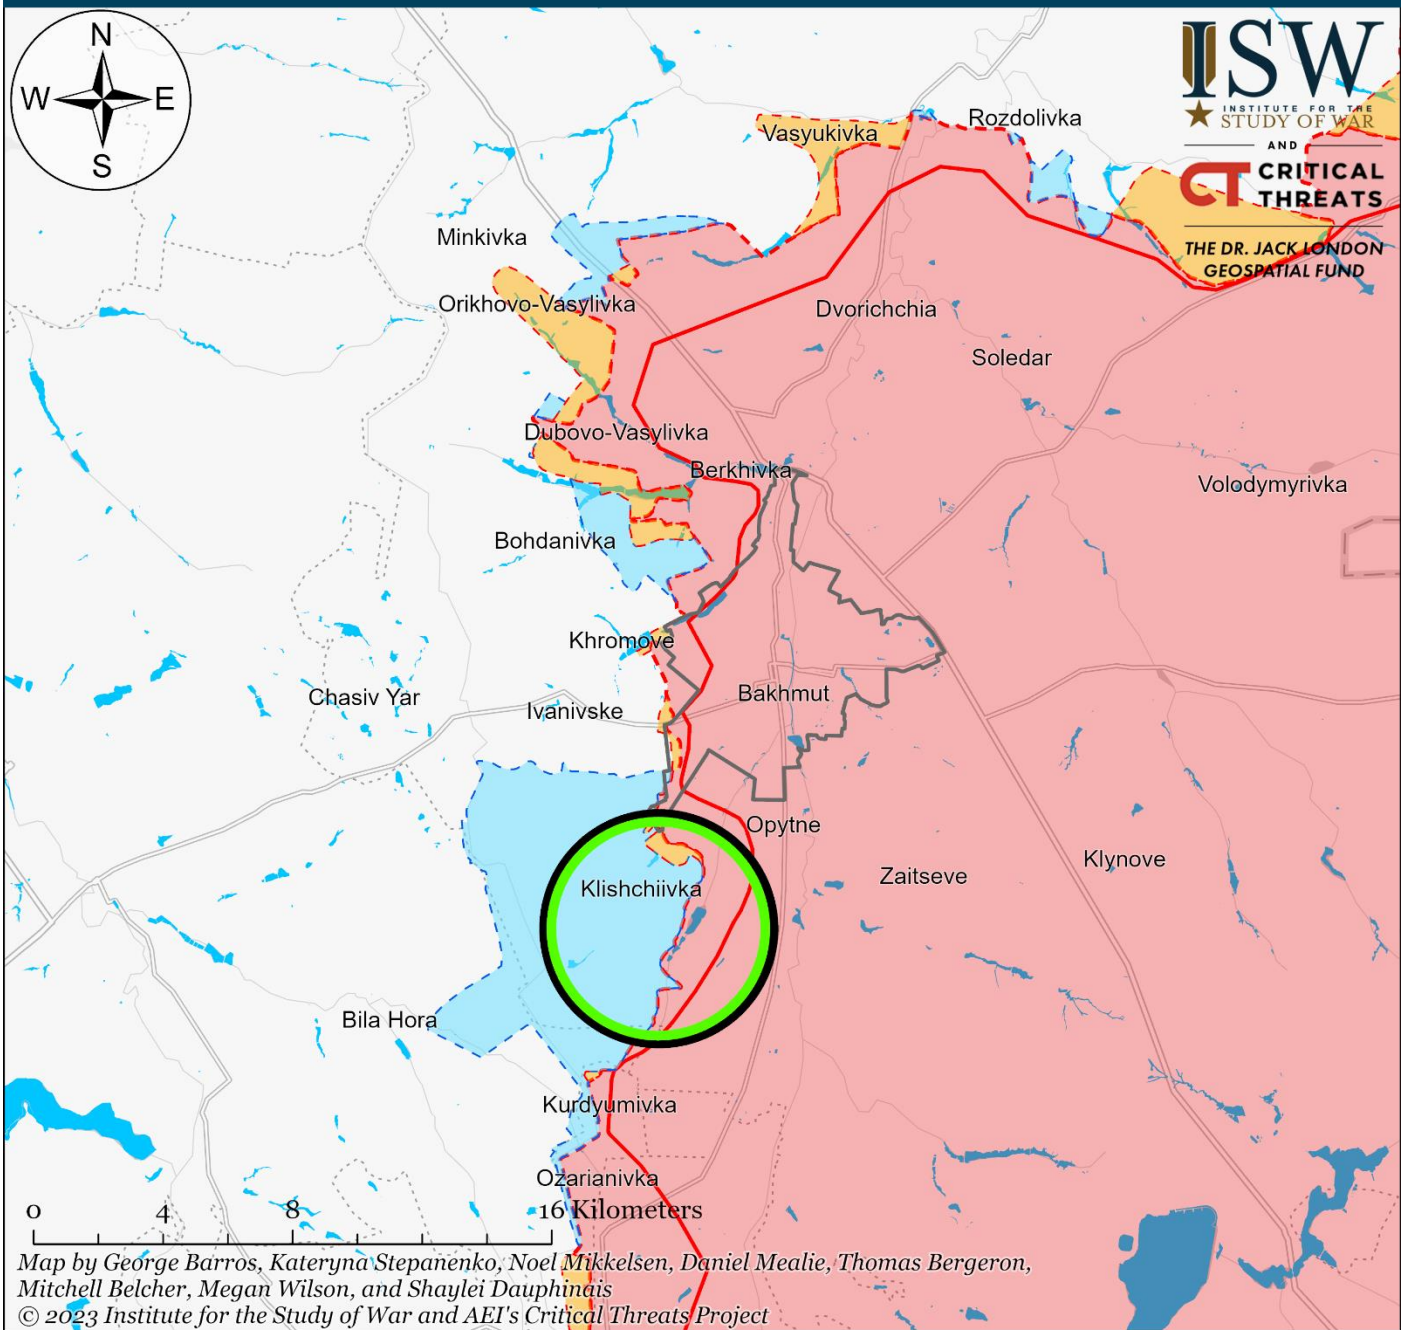 N
W E
S
ISW
INSTITUTE FOR THE
STUDY OF WAR
AND
CT CRITICAL
THREATS
THE DR. JACK LONDON
GEOSPATIAL FUND
Rozdolivka
Vasyukivka
Minkivka
Orikhovo-Vasylivka
Dvorichchia
Soledar
Dubovo-Vasylivka
Berkhivka
Volodymyrivka
Bohdanivka
Khromove
Chasiv Yar
Ivanivske
Bakhmut
Opytne
Klynove
Zaitseve
Klishchiivka
Bila Hora
Kurdyumivka
Ozarianivka
0 4 8 16 Kilometers
Map by George Barros, Kateryna Stepanenko, Noel Mikkelsen, Daniel Mealie, Thomas Bergeron,
Mitchell Belcher, Megan Wilson, and Shaylei Dauphinais
© 2023 Institute for the Study of War and AEI's Critical Threats Project